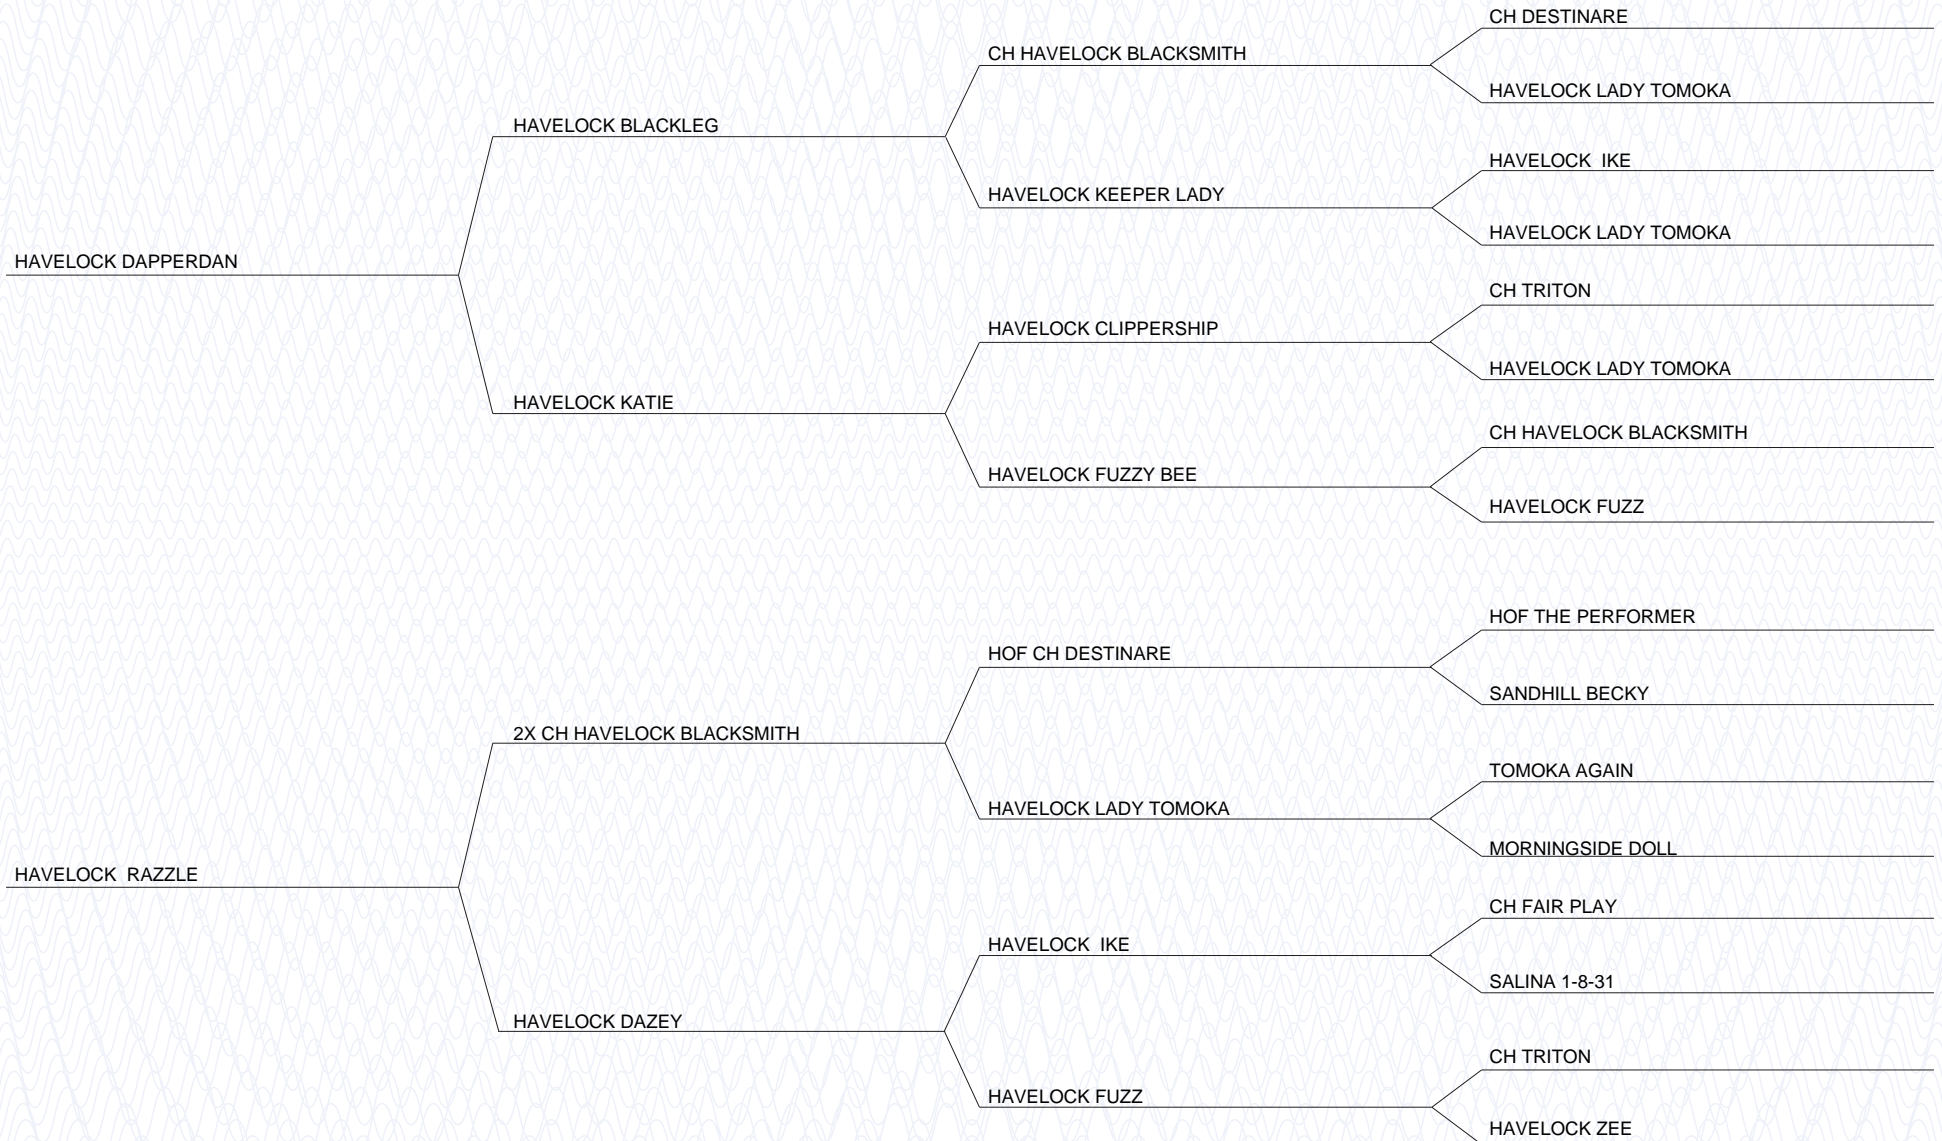 CH DESTINARE
CH HAVELOCK BLACKSMITH
HAVELOCK LADY TOMOKA
HAVELOCK BLACKLEG
HAVELOCK  IKE
HAVELOCK KEEPER LADY
HAVELOCK LADY TOMOKA
HAVELOCK DAPPERDAN
CH TRITON
HAVELOCK CLIPPERSHIP
HAVELOCK LADY TOMOKA
HAVELOCK KATIE
CH HAVELOCK BLACKSMITH
HAVELOCK FUZZY BEE
HAVELOCK FUZZ
HOF THE PERFORMER
HOF CH DESTINARE
SANDHILL BECKY
2X CH HAVELOCK BLACKSMITH
TOMOKA AGAIN
HAVELOCK LADY TOMOKA
MORNINGSIDE DOLL
HAVELOCK  RAZZLE
CH FAIR PLAY
HAVELOCK  IKE
SALINA 1-8-31
HAVELOCK DAZEY
CH TRITON
HAVELOCK FUZZ
HAVELOCK ZEE